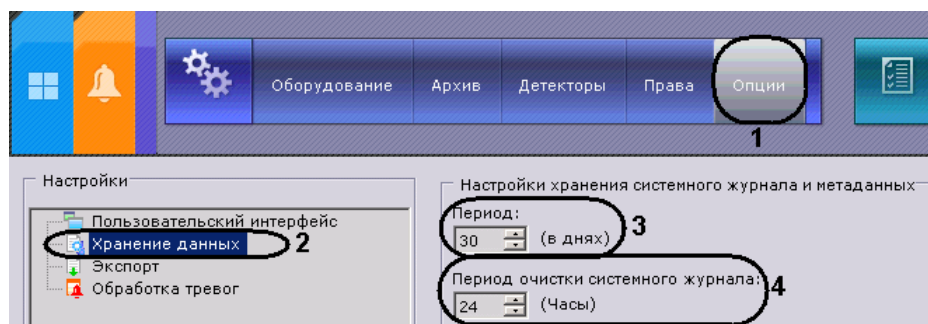 Оборудование Архив Детекторы Права Опции
1
Настройки
Пользовательский интерфейс
Хранение данных 2
Экспорт
Обработка тревог
Настройки хранения системного журнала и метаданных
Период:
30 (в днях) 3
Период очистки системного журнала:
24 (Часы) 4